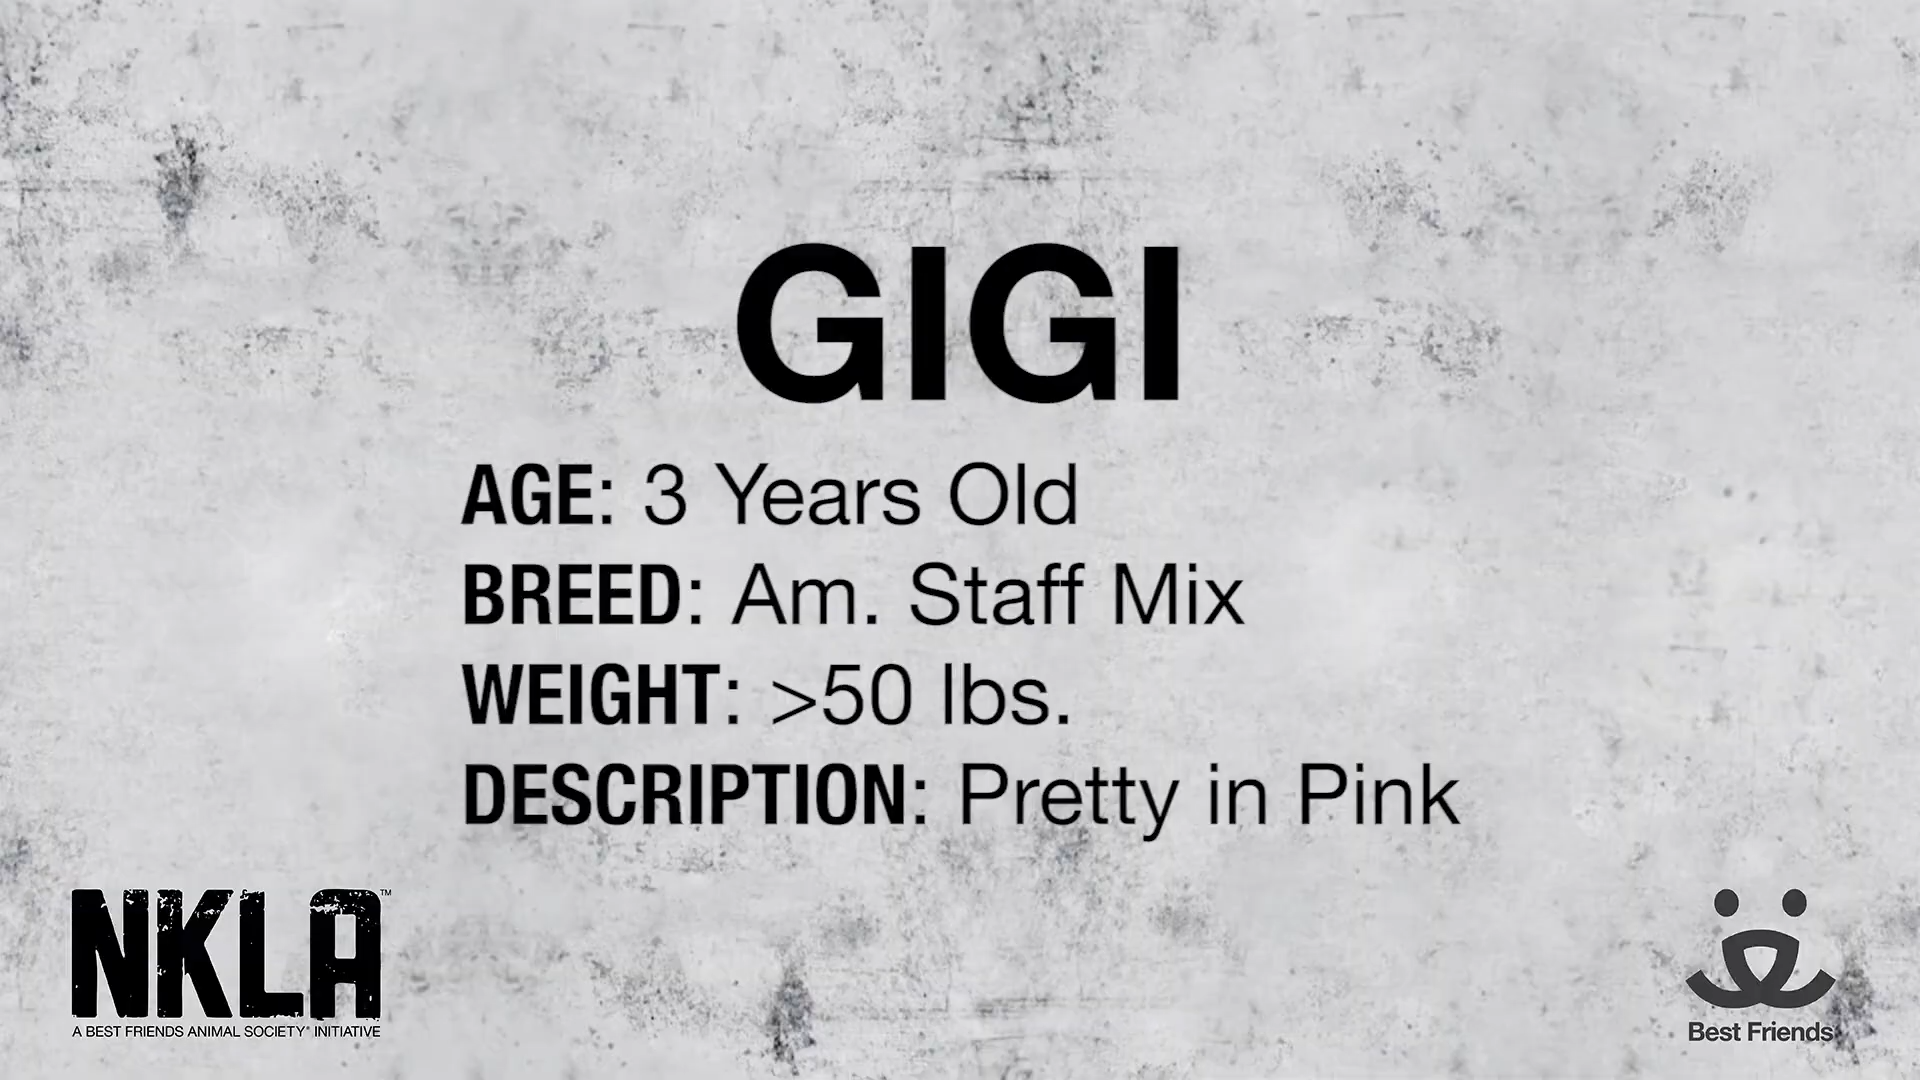 GIGI
AGE: 3 Years Old
BREED: Am. Staff Mix
WEIGHT: >50 lbs.
DESCRIPTION: Pretty in Pink
NKLA™
A BEST FRIENDS ANIMAL SOCIETY® INITIATIVE
Best Friends